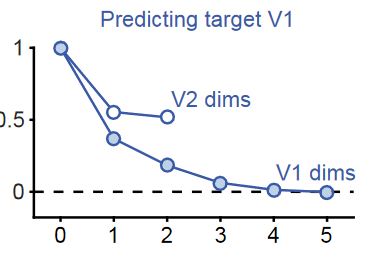 Predicting target V1
1
V2 dims
0.5
V1 dims
0
0 1 2 3 4 5